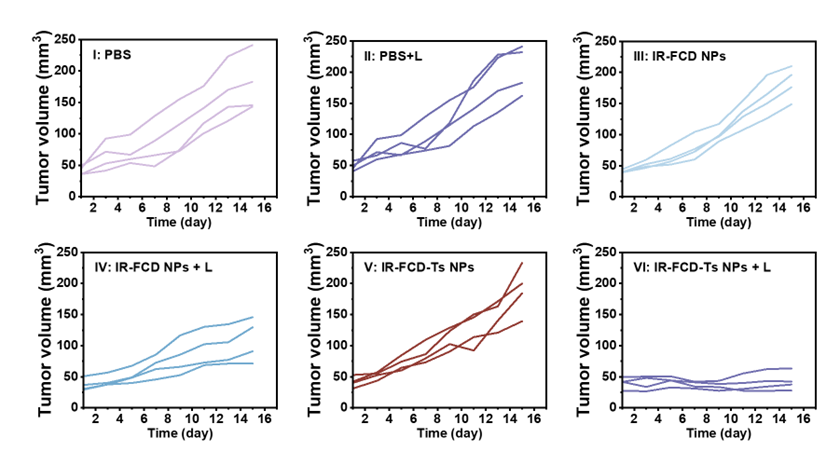 I: PBS
Tumor volume (mm³)
250
200
150
100
50
0
2 4 6 8 10 12 14 16
Time (day)
II: PBS+L
Tumor volume (mm³)
250
200
150
100
50
0
2 4 6 8 10 12 14 16
Time (day)
III: IR-FCD NPs
Tumor volume (mm³)
250
200
150
100
50
0
2 4 6 8 10 12 14 16
Time (day)
IV: IR-FCD NPs + L
Tumor volume (mm³)
250
200
150
100
50
0
2 4 6 8 10 12 14 16
Time (day)
V: IR-FCD-Ts NPs
Tumor volume (mm³)
250
200
150
100
50
0
2 4 6 8 10 12 14 16
Time (day)
VI: IR-FCD-Ts NPs + L
Tumor volume (mm³)
250
200
150
100
50
0
2 4 6 8 10 12 14 16
Time (day)